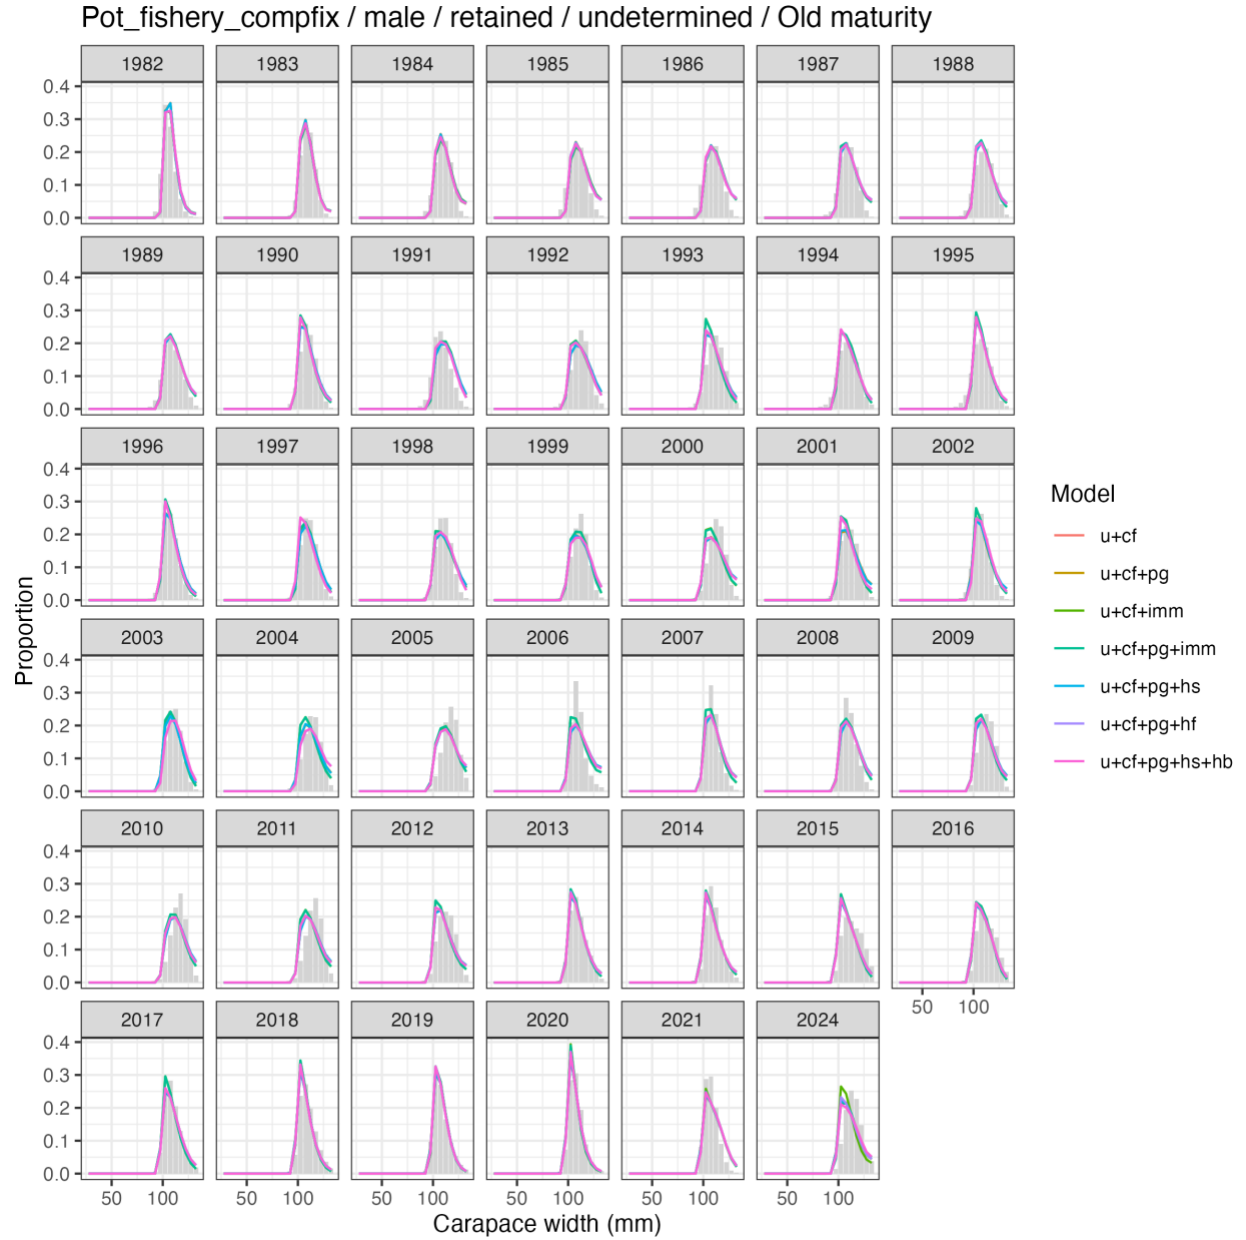 Pot_fishery_compfix / male / retained / undetermined / Old maturity
1982 1983 1984 1985 1986 1987 1988
0.4
0.3
0.2
0.1
0.0
1989 1990 1991 1992 1993 1994 1995
0.4
0.3
0.2
0.1
0.0
1996 1997 1998 1999 2000 2001 2002
0.4
0.3
0.2
0.1
0.0
2003 2004 2005 2006 2007 2008 2009
0.4
0.3
0.2
0.1
0.0
2010 2011 2012 2013 2014 2015 2016
0.4
0.3
0.2
0.1
0.0
50 100
2017 2018 2019 2020 2021 2024
0.4
0.3
0.2
0.1
0.0
50 100 50 100 50 100 50 100 50 100 50 100
Carapace width (mm)
Proportion
Model
u+cf
u+cf+pg
u+cf+imm
u+cf+pg+imm
u+cf+pg+hs
u+cf+pg+hf
u+cf+pg+hs+hb